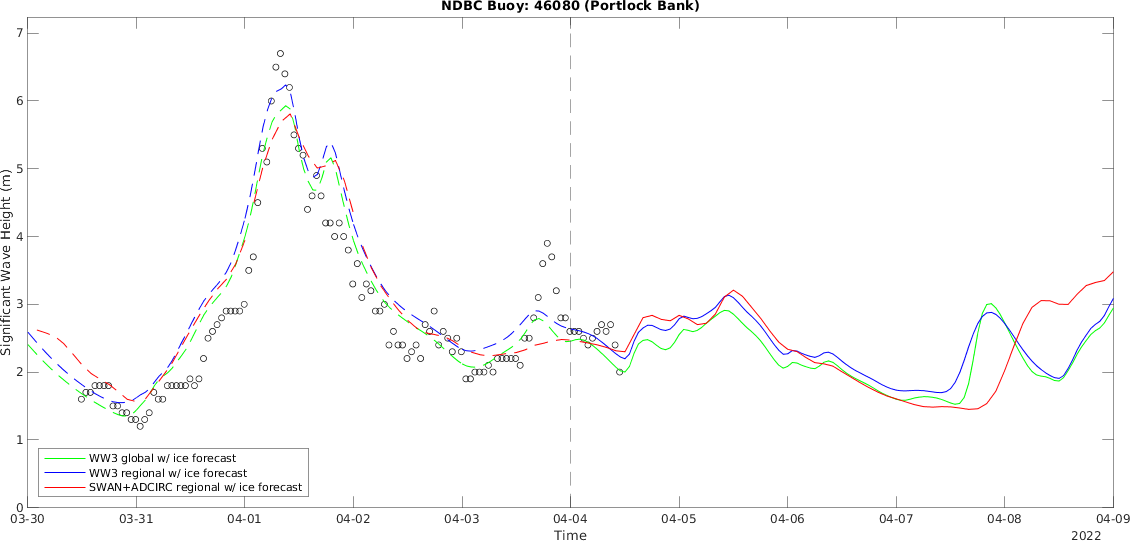 NDBC Buoy: 46080 (Portlock Bank)
7
6
5
4
3
2
1
0
Significant Wave Height (m)
WW3 global w/ ice forecast
WW3 regional w/ ice forecast
SWAN+ADCIRC regional w/ ice forecast
03-30 03-31 04-01 04-02 04-03 04-04 04-05 04-06 04-07 04-08 04-09
Time
2022